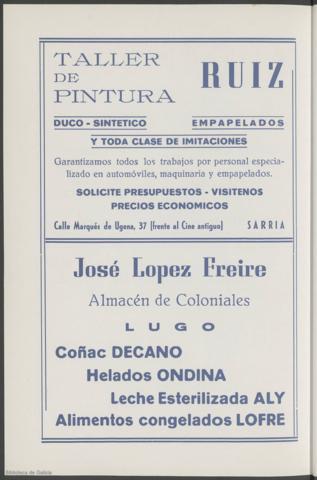 TALLER
DE
PINTURA
RUIZ
DUCO - SINTETICO EMPAPELADOS
Y TODA CLASE DE IMITACIONES
Garantizamos todos los trabajos por personal especia-
lizado en automóviles, maquinaria y empapelados.
SOLICITE PRESUPUESTOS - VISITENOS
PRECIOS ECONOMICOS
Calle Marqués de Ugena, 37 (frente al Cine antiguo) SARRIA
José Lopez Freire
Almacén de Coloniales
LUGO
Coñac DECANO
Helados ONDINA
Leche Esterilizada ALY
Alimentos congelados LOFRE
Biblioteca de Galicia